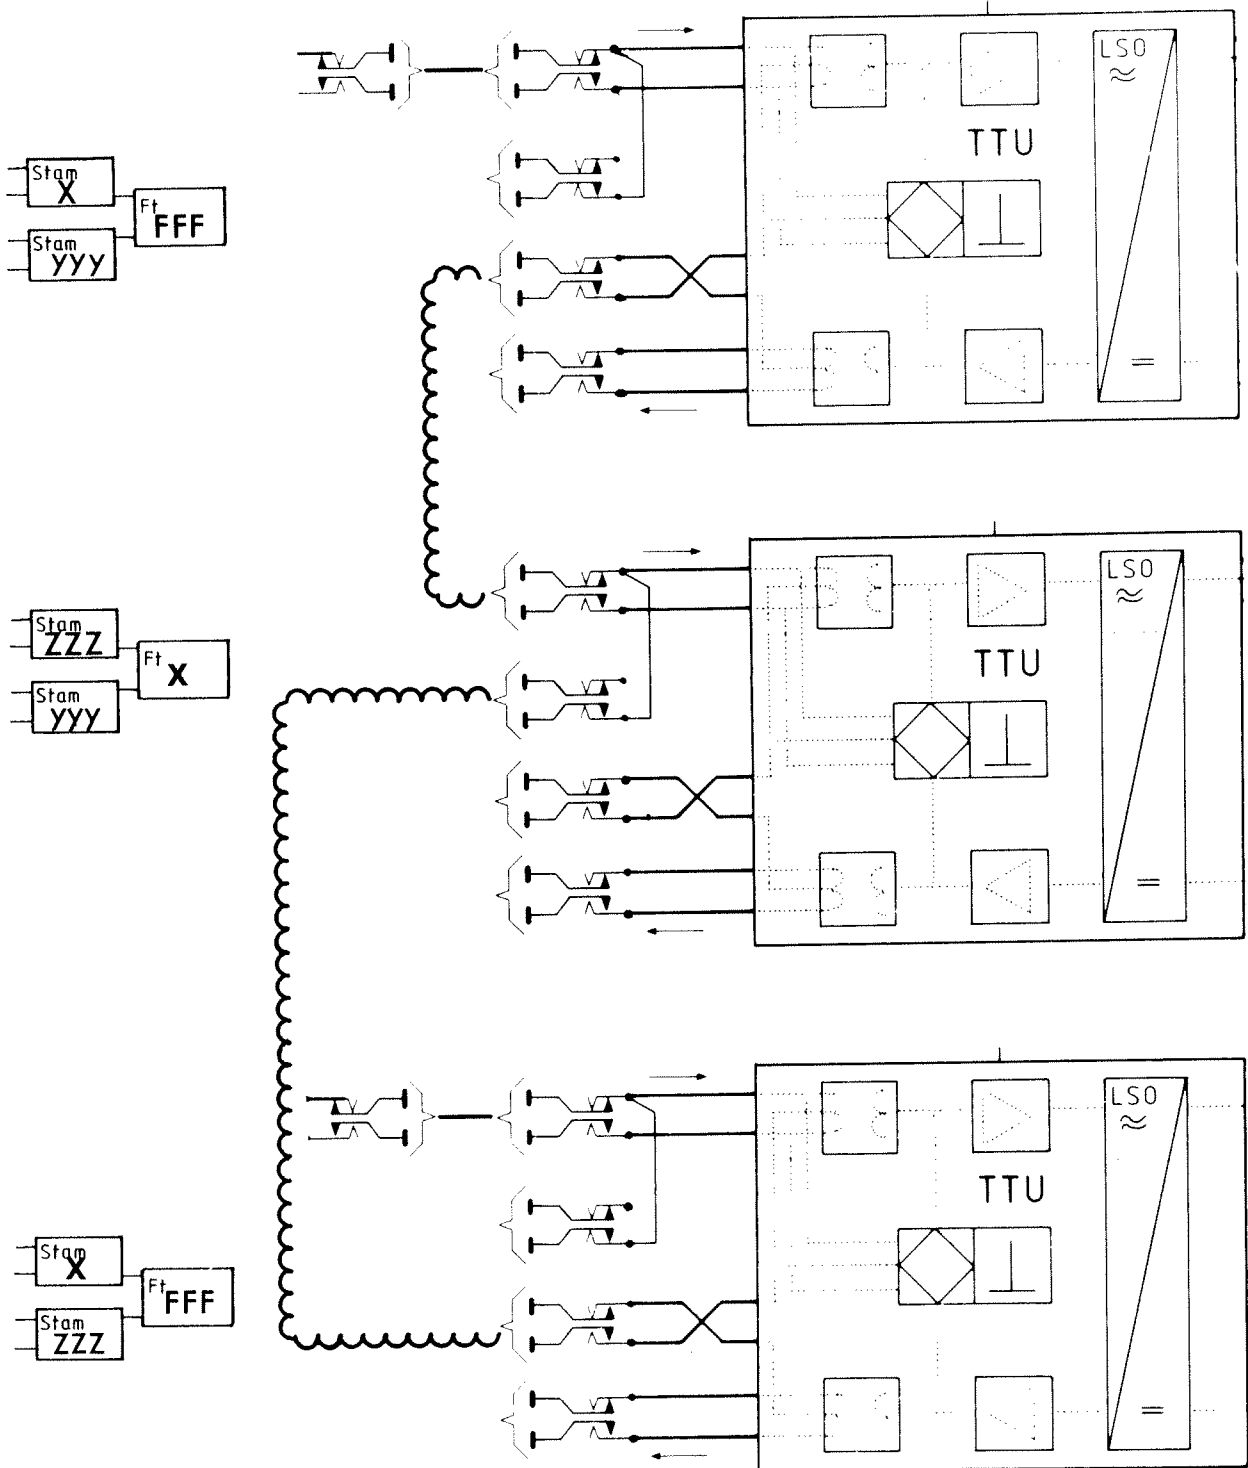 LSO
≈
TTU
Stam
X
Ft
FFF
Stam
yyy
=
LSO
≈
TTU
Stam
ZZZ
Ft
X
Stam
yyy
=
LSO
≈
TTU
Stam
X
Ft
FFF
Stam
ZZZ
=